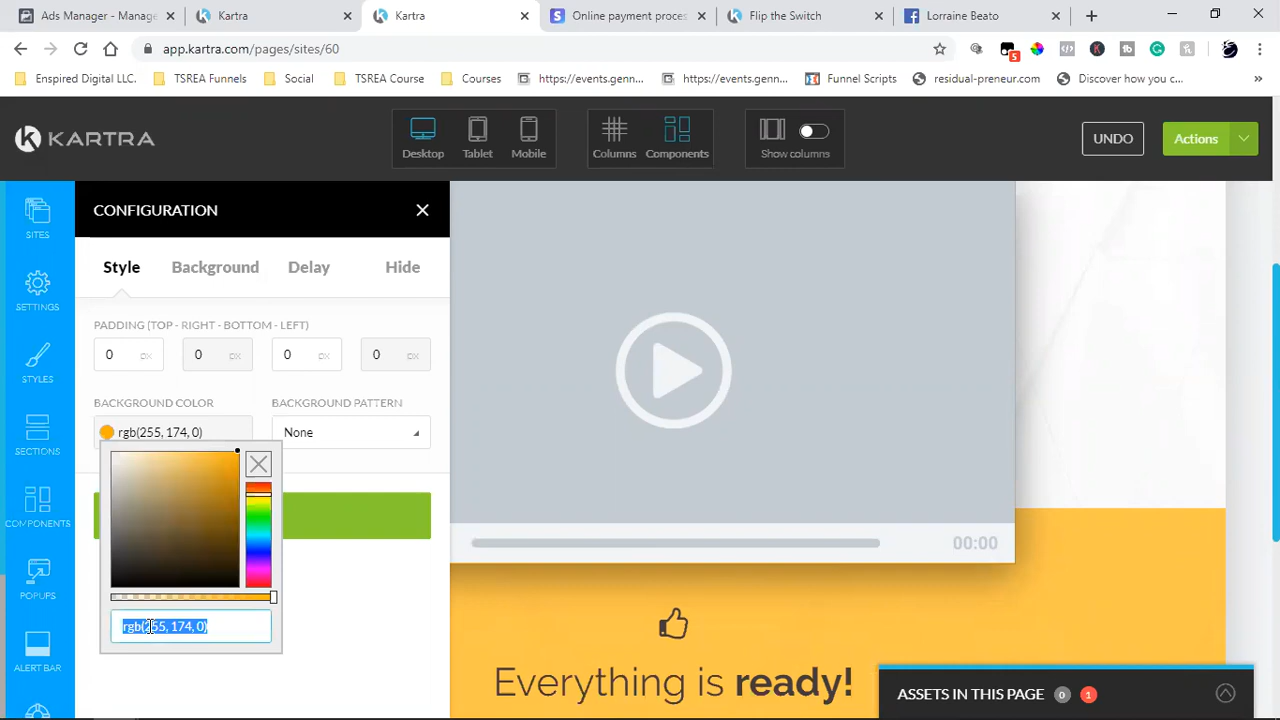 Ads Manager - Manage
Kartra
Kartra
Online payment proces
Flip the Switch
Lorraine Beato
app.kartra.com/pages/sites/60
5
Enspired Digital LLC.
TSREA Funnels
Social
TSREA Course
Courses
https://events.genn...
https://events.genn...
Funnel Scripts
residual-preneur.com
Discover how you c...
»
KARTRA
Desktop
Tablet
Mobile
Columns
Components
Show columns
UNDO
Actions
SITES
SETTINGS
STYLES
SECTIONS
COMPONENTS
POPUPS
ALERT BAR
CONFIGURATION
Style
Background
Delay
Hide
PADDING (TOP - RIGHT - BOTTOM - LEFT)
0 px
0 px
0 px
0 px
BACKGROUND COLOR
BACKGROUND PATTERN
rgb(255, 174, 0)
None
rgb(255, 174, 0)
00:00
Everything is ready!
ASSETS IN THIS PAGE 0 1